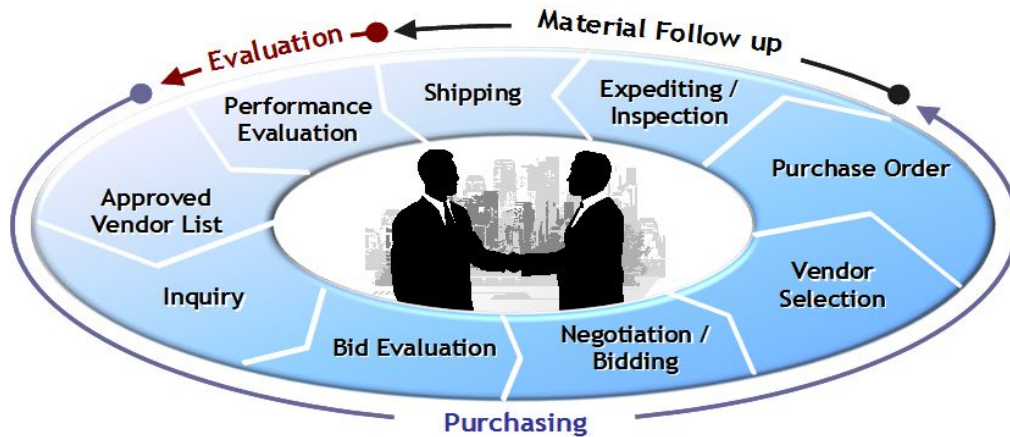 Material Follow up
Evaluation
Shipping
Expediting /
Inspection
Performance
Evaluation
Purchase Order
Approved
Vendor List
Vendor
Selection
Inquiry
Bid Evaluation
Negotiation /
Bidding
Purchasing